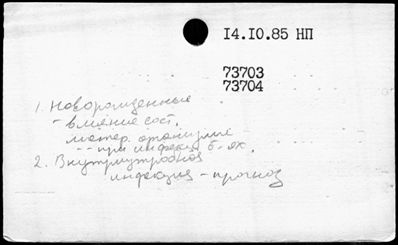 14.10.85 НП
73703
73704
1. Новорожденные
- влияние сост.
матер. организма
-- при инфекц. б-ях.
2. Внутриутробная
инфекция - прогноз